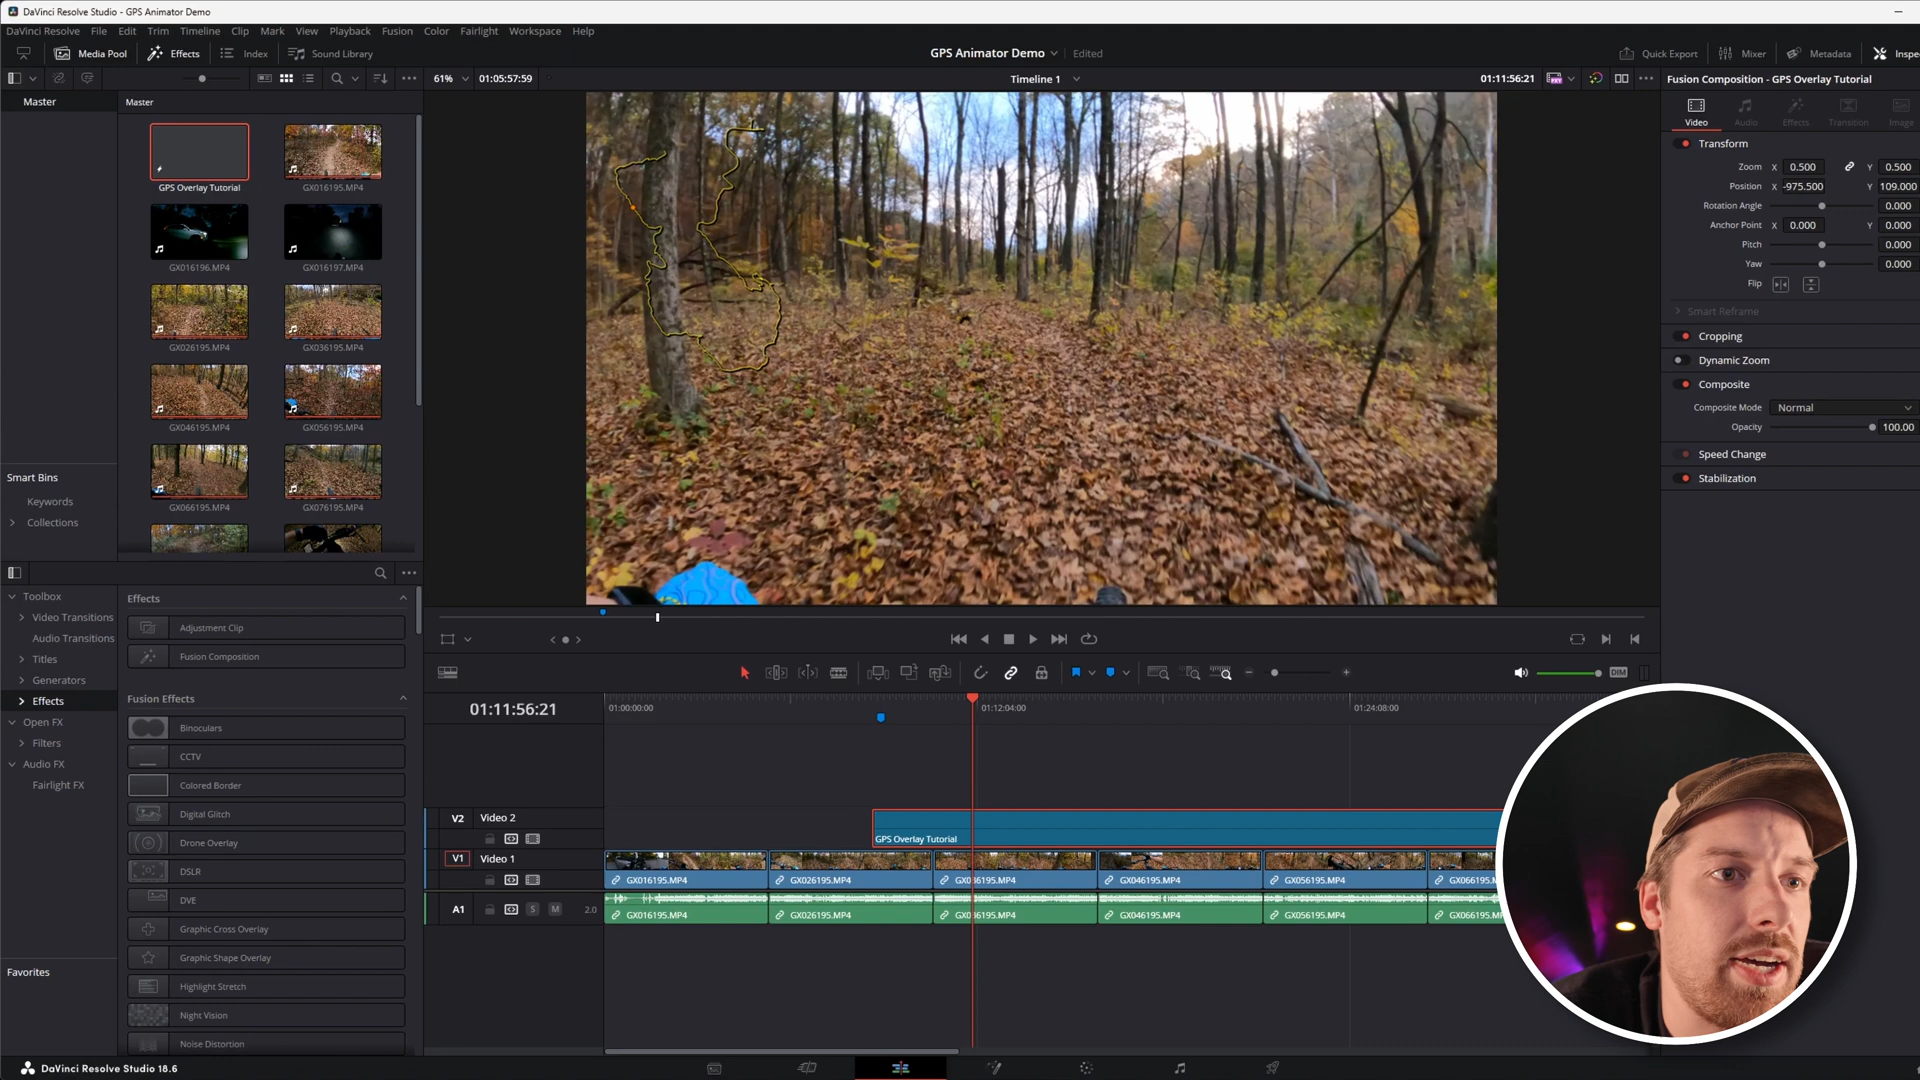 DaVinci Resolve Studio - GPS Animator Demo
DaVinci Resolve File Edit Trim Timeline Clip Mark View Playback Fusion Color Fairlight Workspace Help
Media Pool Effects Index Sound Library GPS Animator Demo Edited Quick Export Mixer Metadata Inspe
61% 01:05:57:59 Timeline 1 01:11:56:21 Fusion Composition - GPS Overlay Tutorial
Master Master
Video Audio Effects Transition Image
GPS Overlay Tutorial GX016195.MP4
GX016196.MP4 GX016197.MP4
GX026195.MP4 GX036195.MP4
GX046195.MP4 GX056195.MP4
GX066195.MP4 GX076195.MP4
Smart Bins
Keywords
Collections
Transform
Zoom X 0.500 Y 0.500
Position X -975.500 Y 109.000
Rotation Angle 0.000
Anchor Point X 0.000 Y 0.000
Pitch 0.000
Yaw 0.000
Flip
Smart Reframe
Cropping
Dynamic Zoom
Composite
Composite Mode Normal
Opacity 100.00
Speed Change
Stabilization
Toolbox
Video Transitions
Audio Transitions
Titles
Generators
Effects
Open FX
Filters
Audio FX
Fairlight FX
Favorites
Effects
Adjustment Clip
Fusion Composition
Fusion Effects
Binoculars
CCTV
Colored Border
Digital Glitch
Drone Overlay
DSLR
DVE
Graphic Cross Overlay
Graphic Shape Overlay
Highlight Stretch
Night Vision
Noise Distortion
DIM
01:11:56:21 01:00:00:00 01:12:04:00 01:24:08:00
V2 Video 2
GPS Overlay Tutorial
V1 Video 1
GX016195.MP4 GX026195.MP4 GX036195.MP4 GX046195.MP4 GX056195.MP4 GX066195.MP4
A1 S M 2.0
GX016195.MP4 GX026195.MP4 GX036195.MP4 GX046195.MP4 GX056195.MP4 GX066195.MP4
DaVinci Resolve Studio 18.6